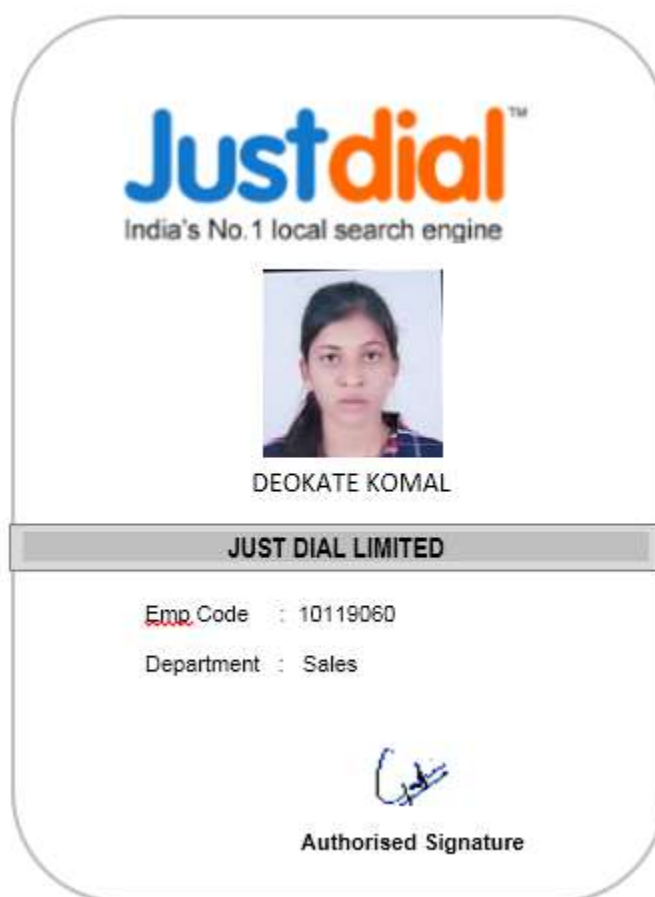 Justdial™
India's No.1 local search engine
DEOKATE KOMAL
JUST DIAL LIMITED
Emp Code : 10119060
Department : Sales
Authorised Signature